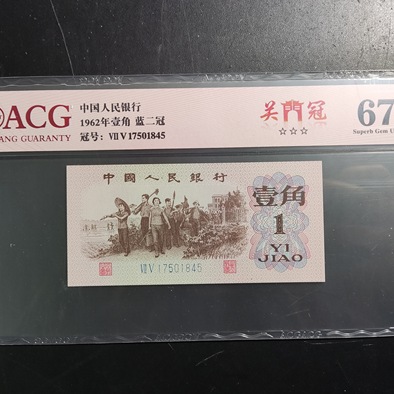 ACG
ANG GUARANTY
中国人民银行
1962年壹角 蓝二冠
冠号: VII V 17501845
关門冠
☆☆☆
67
Superb Gem U
中國人民銀行
壹角
1
YI
JIAO
VII V 17501845